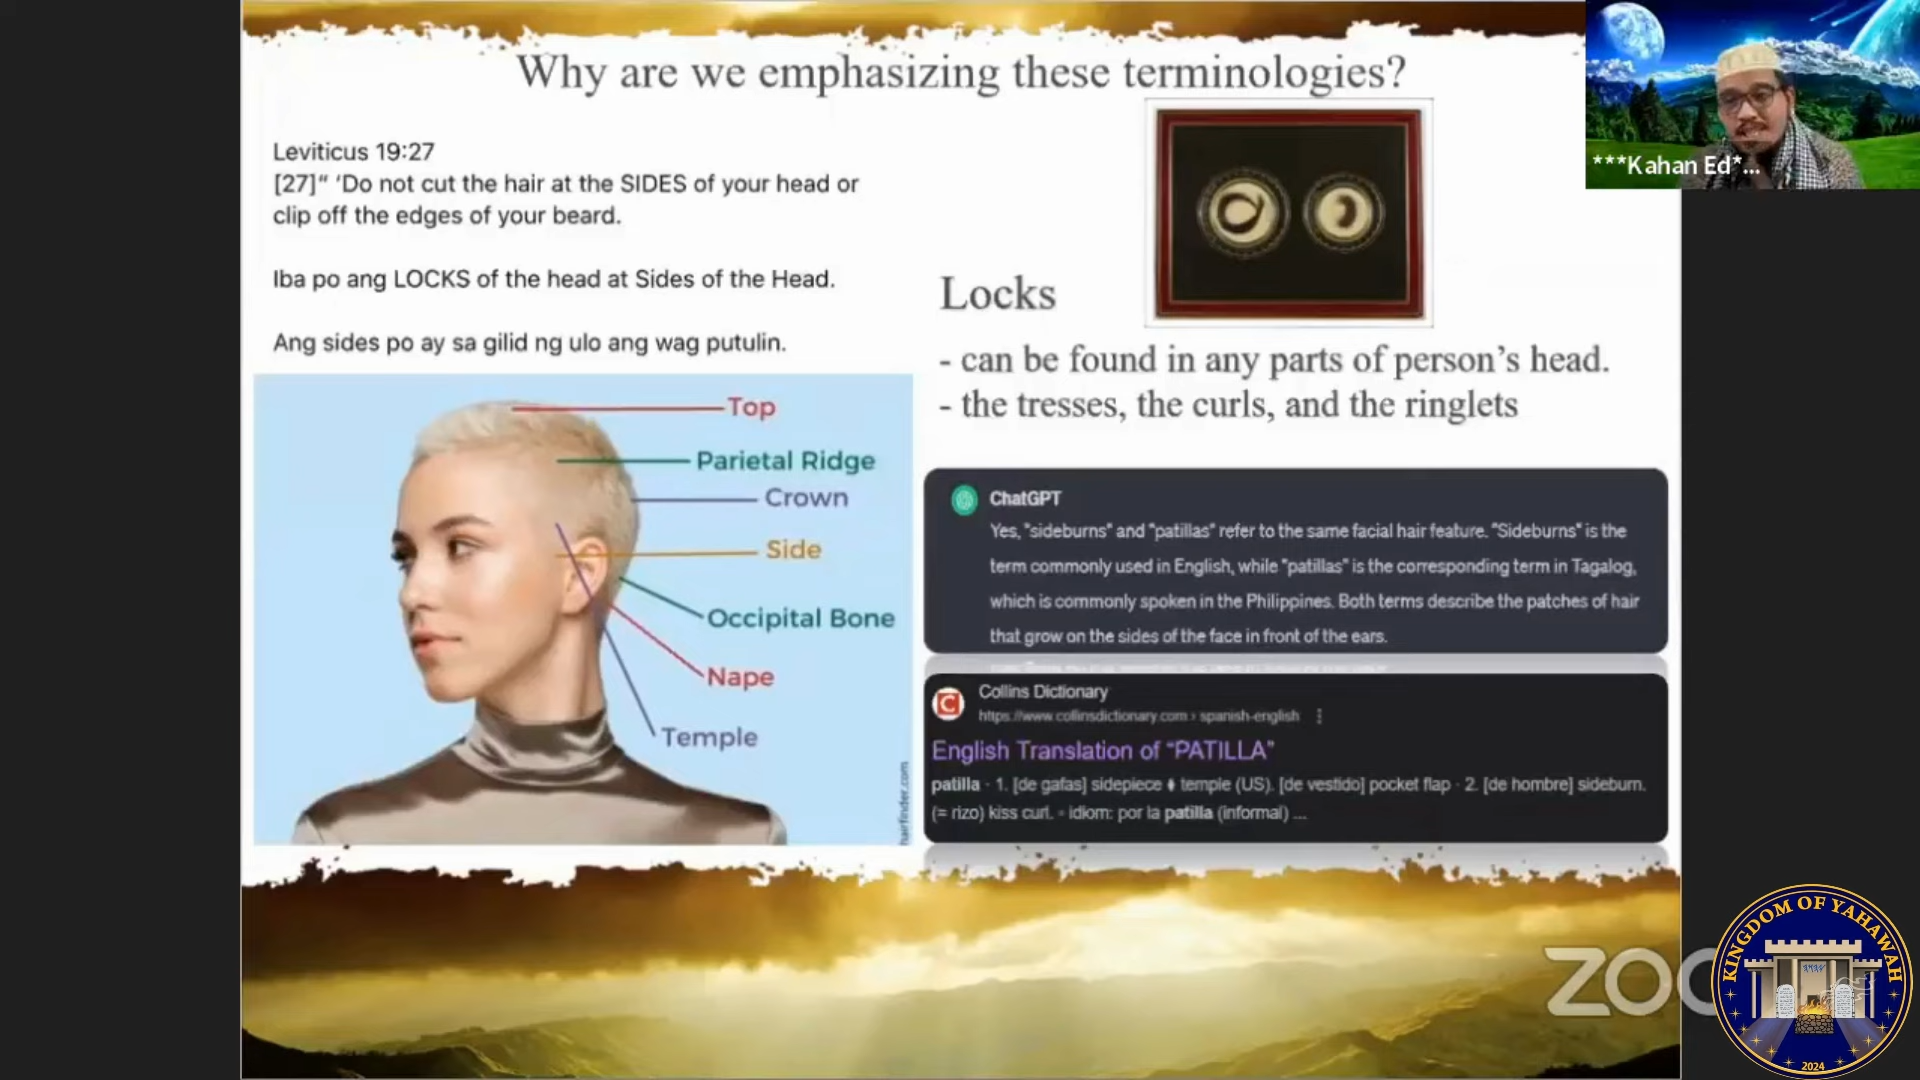 Why are we emphasizing these terminologies?
Leviticus 19:27
[27]“ ‘Do not cut the hair at the SIDES of your head or
clip off the edges of your beard.
Iba po ang LOCKS of the head at Sides of the Head.
Ang sides po ay sa gilid ng ulo ang wag putulin.
Top
Parietal Ridge
Crown
Side
Occipital Bone
Nape
Temple
hairfinder.com
Locks
- can be found in any parts of person’s head.
- the tresses, the curls, and the ringlets
ChatGPT
Yes, "sideburns" and "patillas" refer to the same facial hair feature. "Sideburns" is the
term commonly used in English, while "patillas" is the corresponding term in Tagalog,
which is commonly spoken in the Philippines. Both terms describe the patches of hair
that grow on the sides of the face in front of the ears.
Collins Dictionary
https://www.collinsdictionary.com › spanish-english
English Translation of “PATILLA”
patilla · 1. [de gafas] sidepiece ♦ temple (US). [de vestido] pocket flap · 2. [de hombre] sideburn.
(= rizo) kiss curl. ◦ idiom: por la patilla (informal) ...
***Kahan Ed*...
ZOO
KINGDOM OF YAHAWAH
2024